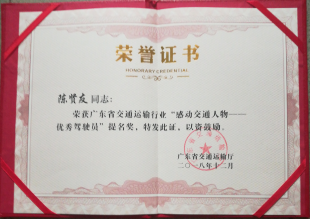 荣誉证书
陈贤友 同志：
荣获广东省交通运输行业“感动交通人物——
优秀驾驶员”提名奖，特发此证，以资鼓励。
广东省交通运输厅
二〇一八年十二月